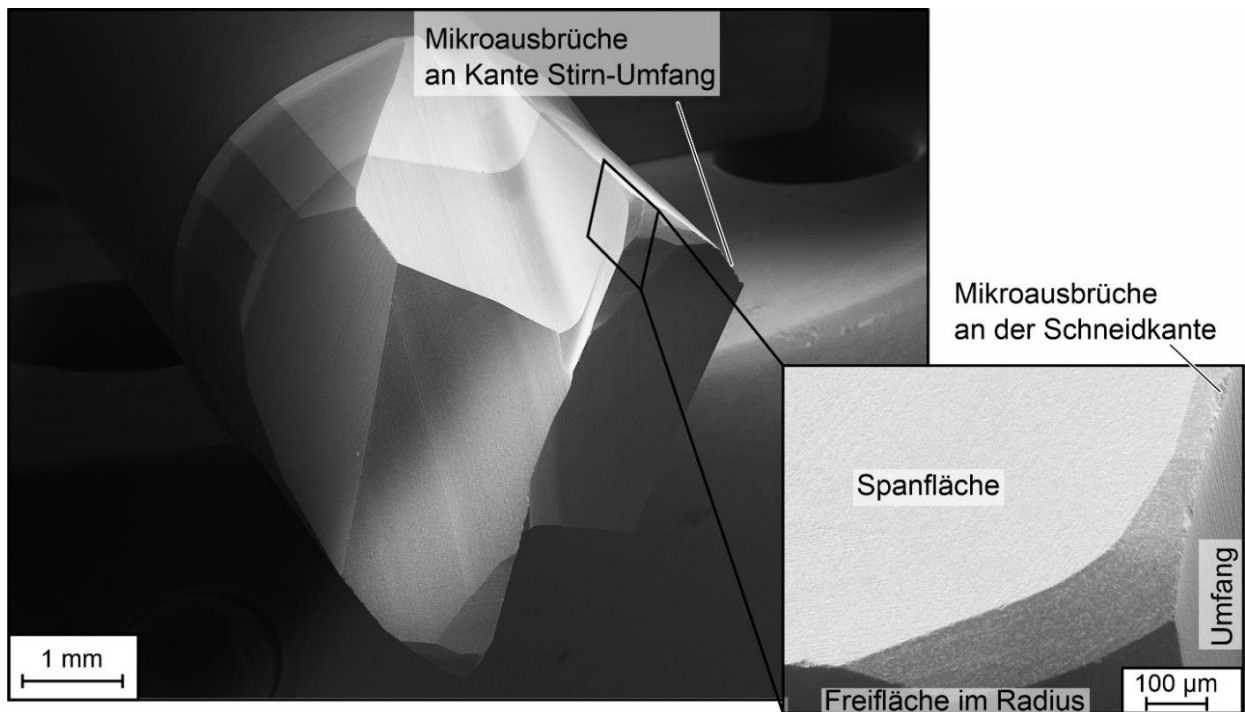 Mikroausbrüche
an Kante Stirn-Umfang
Mikroausbrüche
an der Schneidkante
Spanfläche
Umfang
Freifläche im Radius
1 mm
100 µm